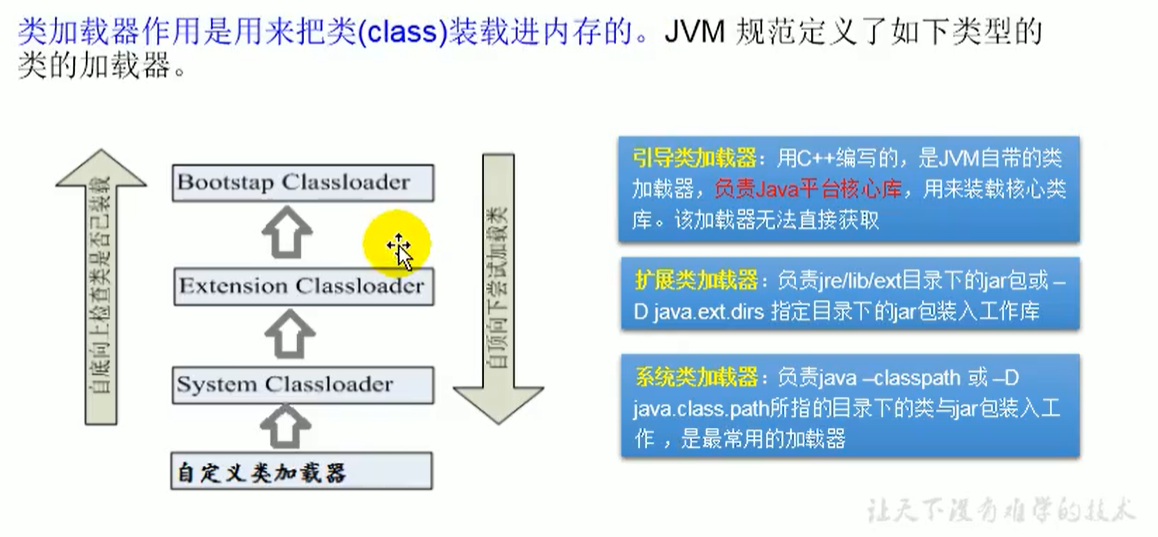 类加载器作用是用来把类(class)装载进内存的。JVM 规范定义了如下类型的
类的加载器。
自底向上检查类是否已装载
Bootstap Classloader
Extension Classloader
System Classloader
自定义类加载器
自顶向下尝试加载类
引导类加载器：用C++编写的，是JVM自带的类
加载器，负责Java平台核心库，用来装载核心类
库。该加载器无法直接获取
扩展类加载器：负责jre/lib/ext目录下的jar包或 –
D java.ext.dirs 指定目录下的jar包装入工作库
系统类加载器：负责java –classpath 或 –D
java.class.path所指的目录下的类与jar包装入工
作 ，是最常用的加载器
让天下没有难学的技术